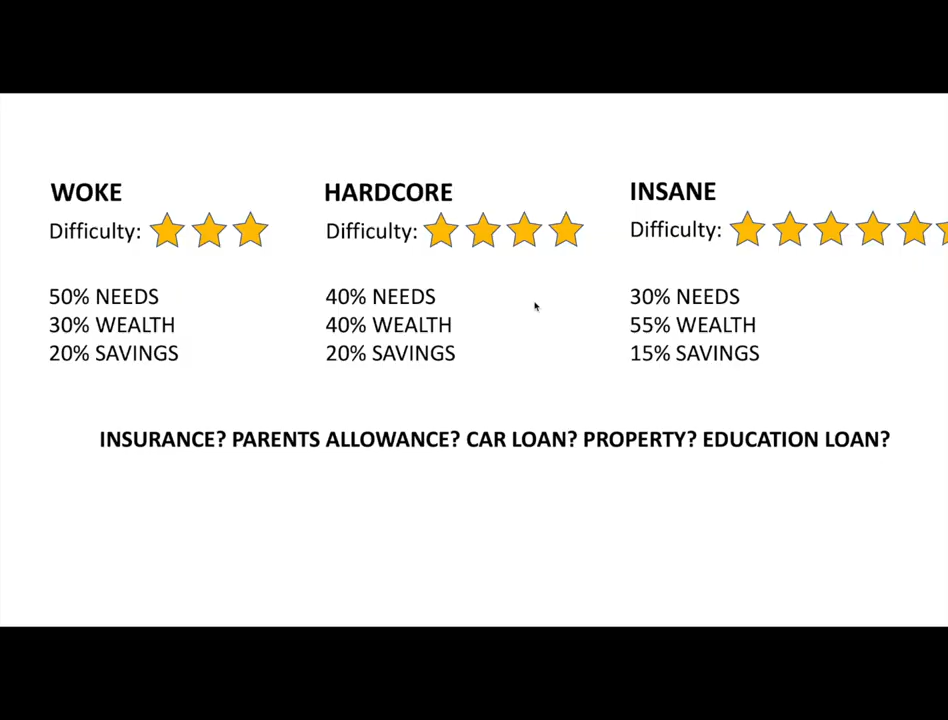 WOKE
Difficulty:
50% NEEDS
30% WEALTH
20% SAVINGS
HARDCORE
Difficulty:
40% NEEDS
40% WEALTH
20% SAVINGS
INSANE
Difficulty:
30% NEEDS
55% WEALTH
15% SAVINGS
INSURANCE? PARENTS ALLOWANCE? CAR LOAN? PROPERTY? EDUCATION LOAN?